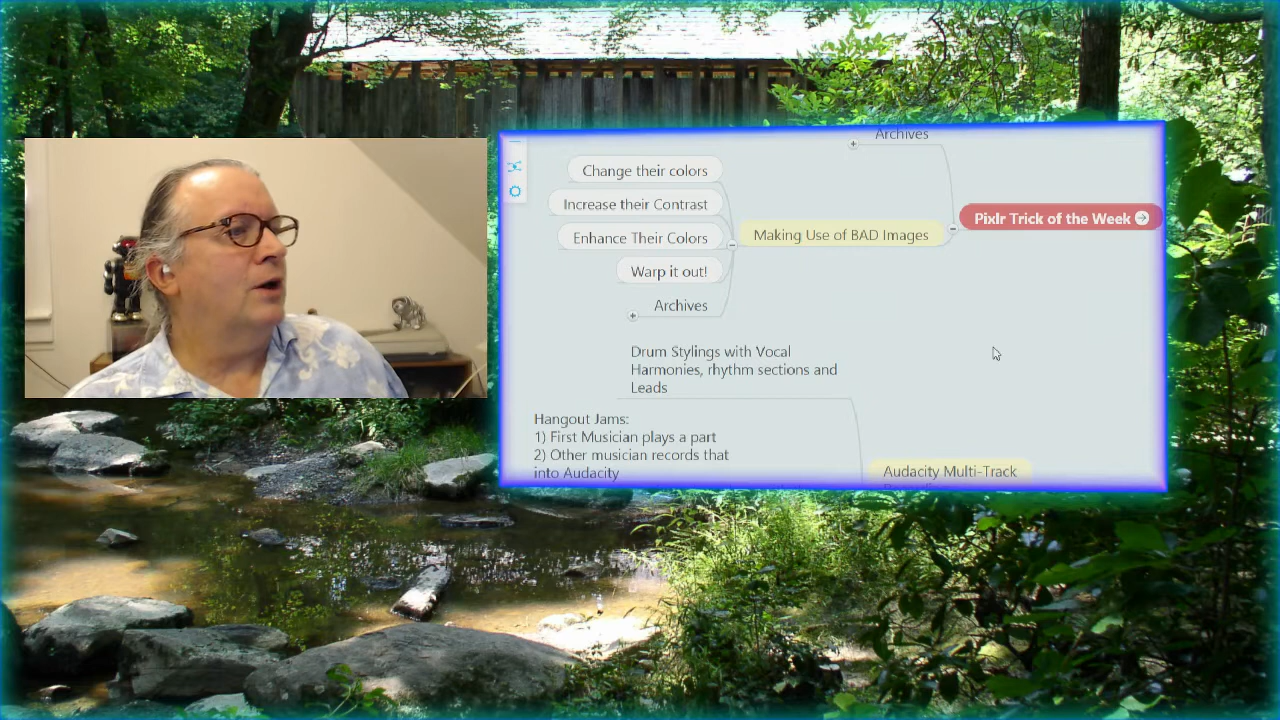 Archives
Change their colors
Increase their Contrast
Pixlr Trick of the Week
Enhance Their Colors
Making Use of BAD Images
Warp it out!
Archives
Drum Stylings with Vocal
Harmonies, rhythm sections and
Leads
Hangout Jams:
1) First Musician plays a part
2) Other musician records that
into Audacity
Audacity Multi-Track